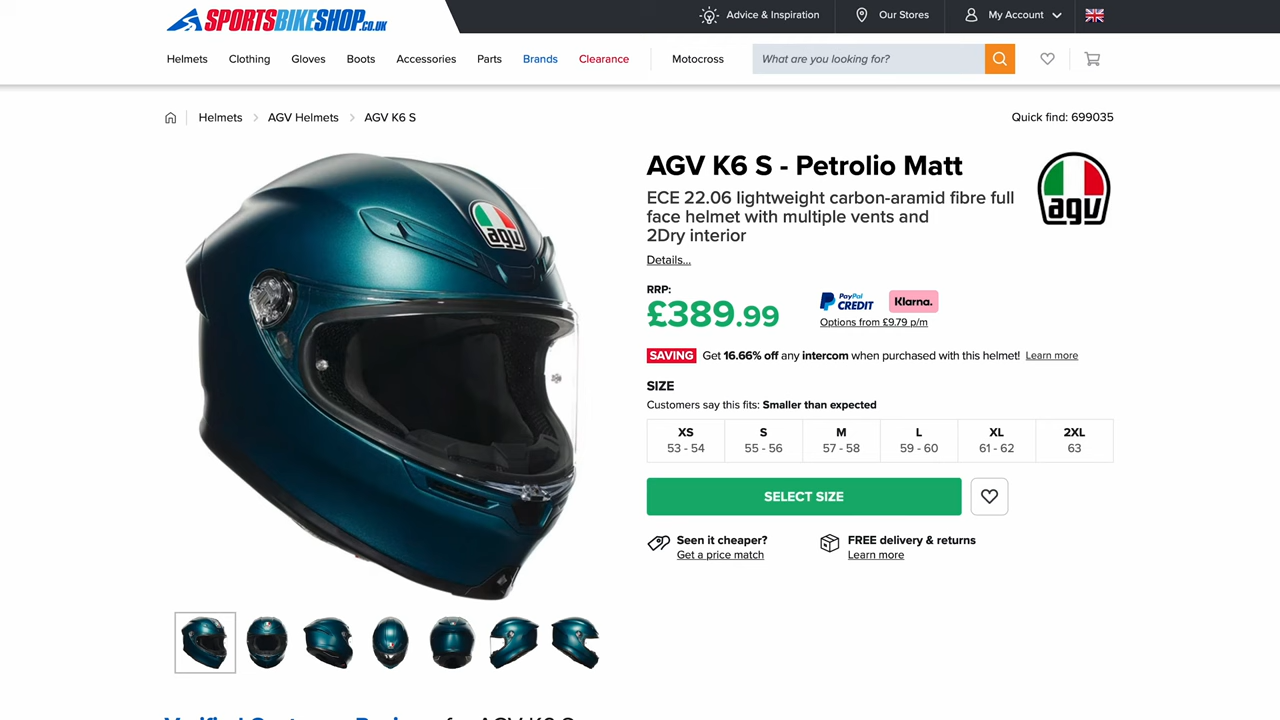 SPORTSBIKESHOP.CO.UK
Advice & Inspiration
Our Stores
My Account
Helmets
Clothing
Gloves
Boots
Accessories
Parts
Brands
Clearance
Motocross
What are you looking for?
Helmets
AGV Helmets
AGV K6 S
Quick find: 699035
agv
AGV K6 S - Petrolio Matt
ECE 22.06 lightweight carbon-aramid fibre full
face helmet with multiple vents and
2Dry interior
agv
Details...
RRP:
£389.99
PayPal
CREDIT
Klarna.
Options from £9.79 p/m
SAVING Get 16.66% off any intercom when purchased with this helmet! Learn more
SIZE
Customers say this fits: Smaller than expected
XS
53 - 54
S
55 - 56
M
57 - 58
L
59 - 60
XL
61 - 62
2XL
63
SELECT SIZE
Seen it cheaper?
Get a price match
FREE delivery & returns
Learn more